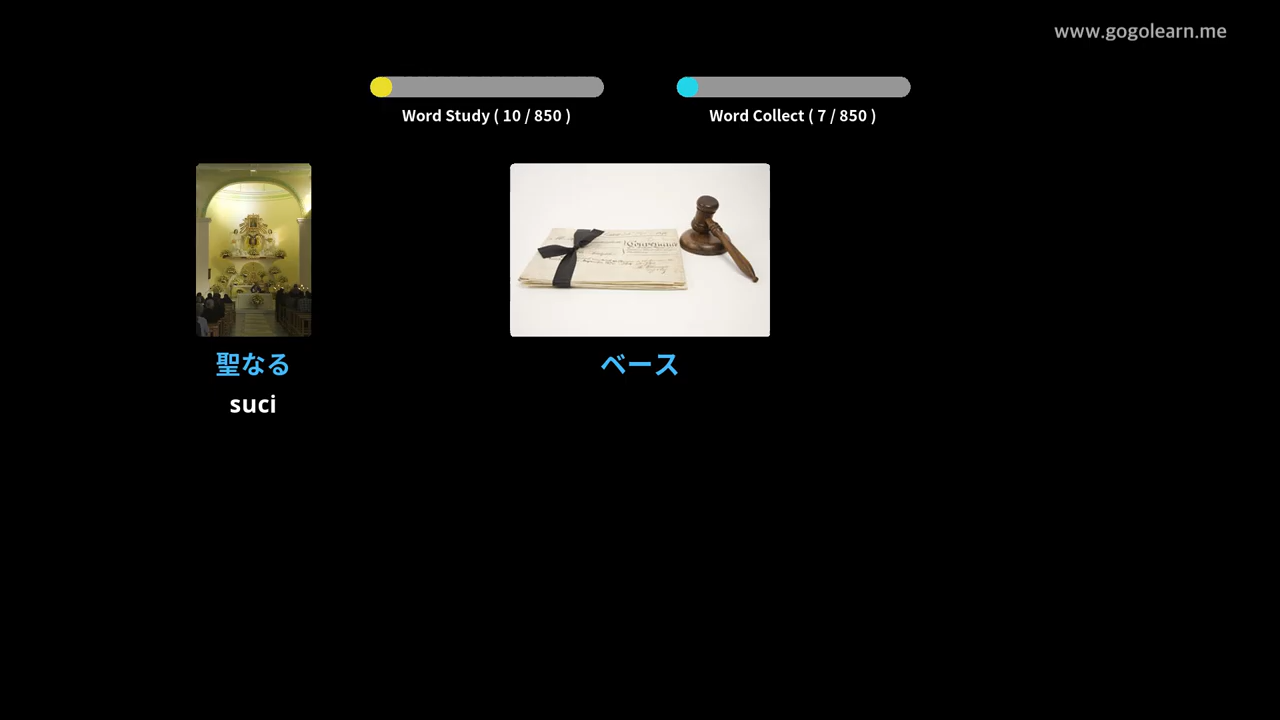 www.gogolearn.me
Word Study ( 10 / 850 )
Word Collect ( 7 / 850 )
聖なる
suci
ベース